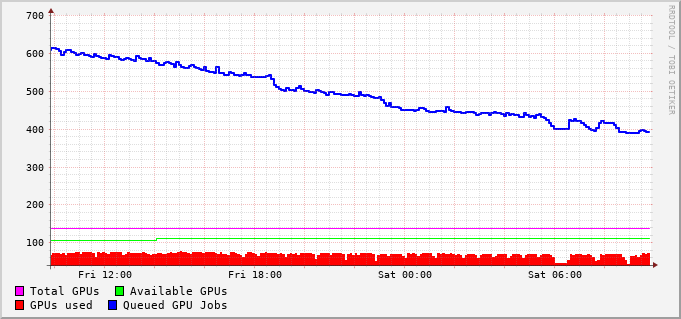 700
600
500
400
300
200
100
Fri 12:00 Fri 18:00 Sat 00:00 Sat 06:00
Total GPUs Available GPUs
GPUs used Queued GPU Jobs
RRDTOOL / TOBI OETIKER